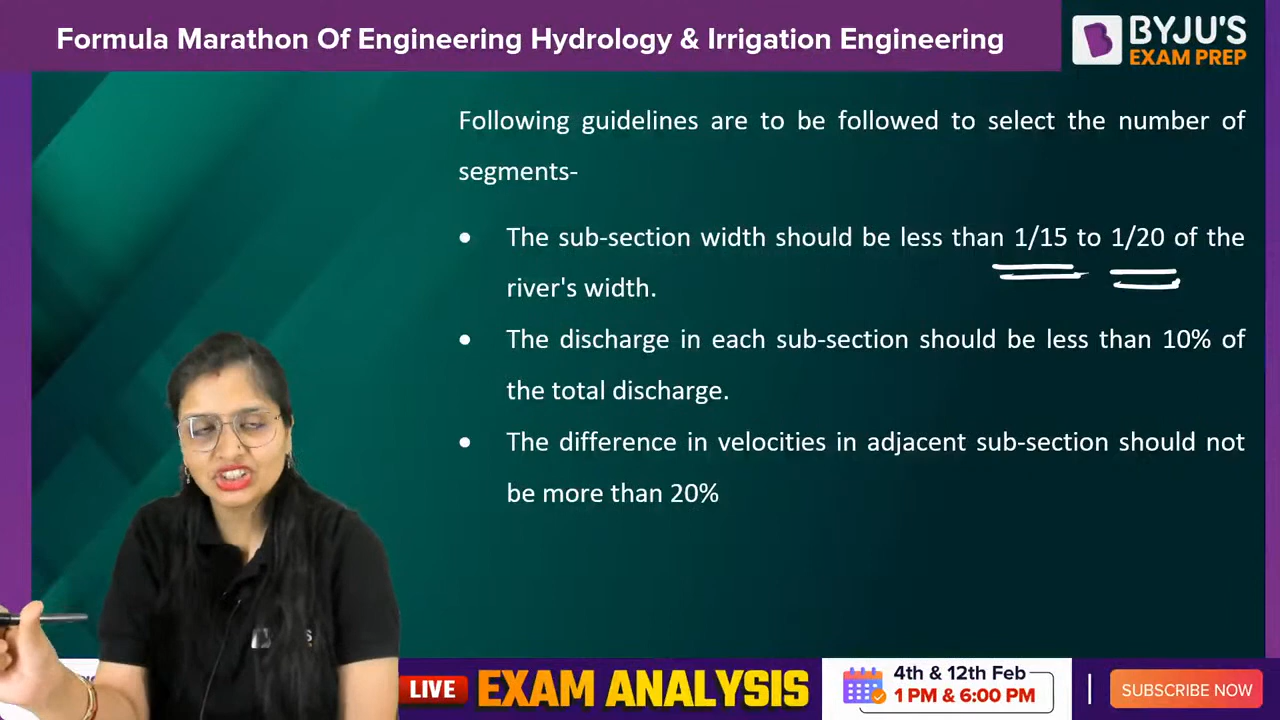 Formula Marathon Of Engineering Hydrology & Irrigation Engineering
BYJU'S
EXAM PREP
Following guidelines are to be followed to select the number of
segments-
• The sub-section width should be less than 1/15 to 1/20 of the
river's width.
• The discharge in each sub-section should be less than 10% of
the total discharge.
• The difference in velocities in adjacent sub-section should not
be more than 20%
LIVE
EXAM ANALYSIS
4th & 12th Feb
1 PM & 6:00 PM
SUBSCRIBE NOW